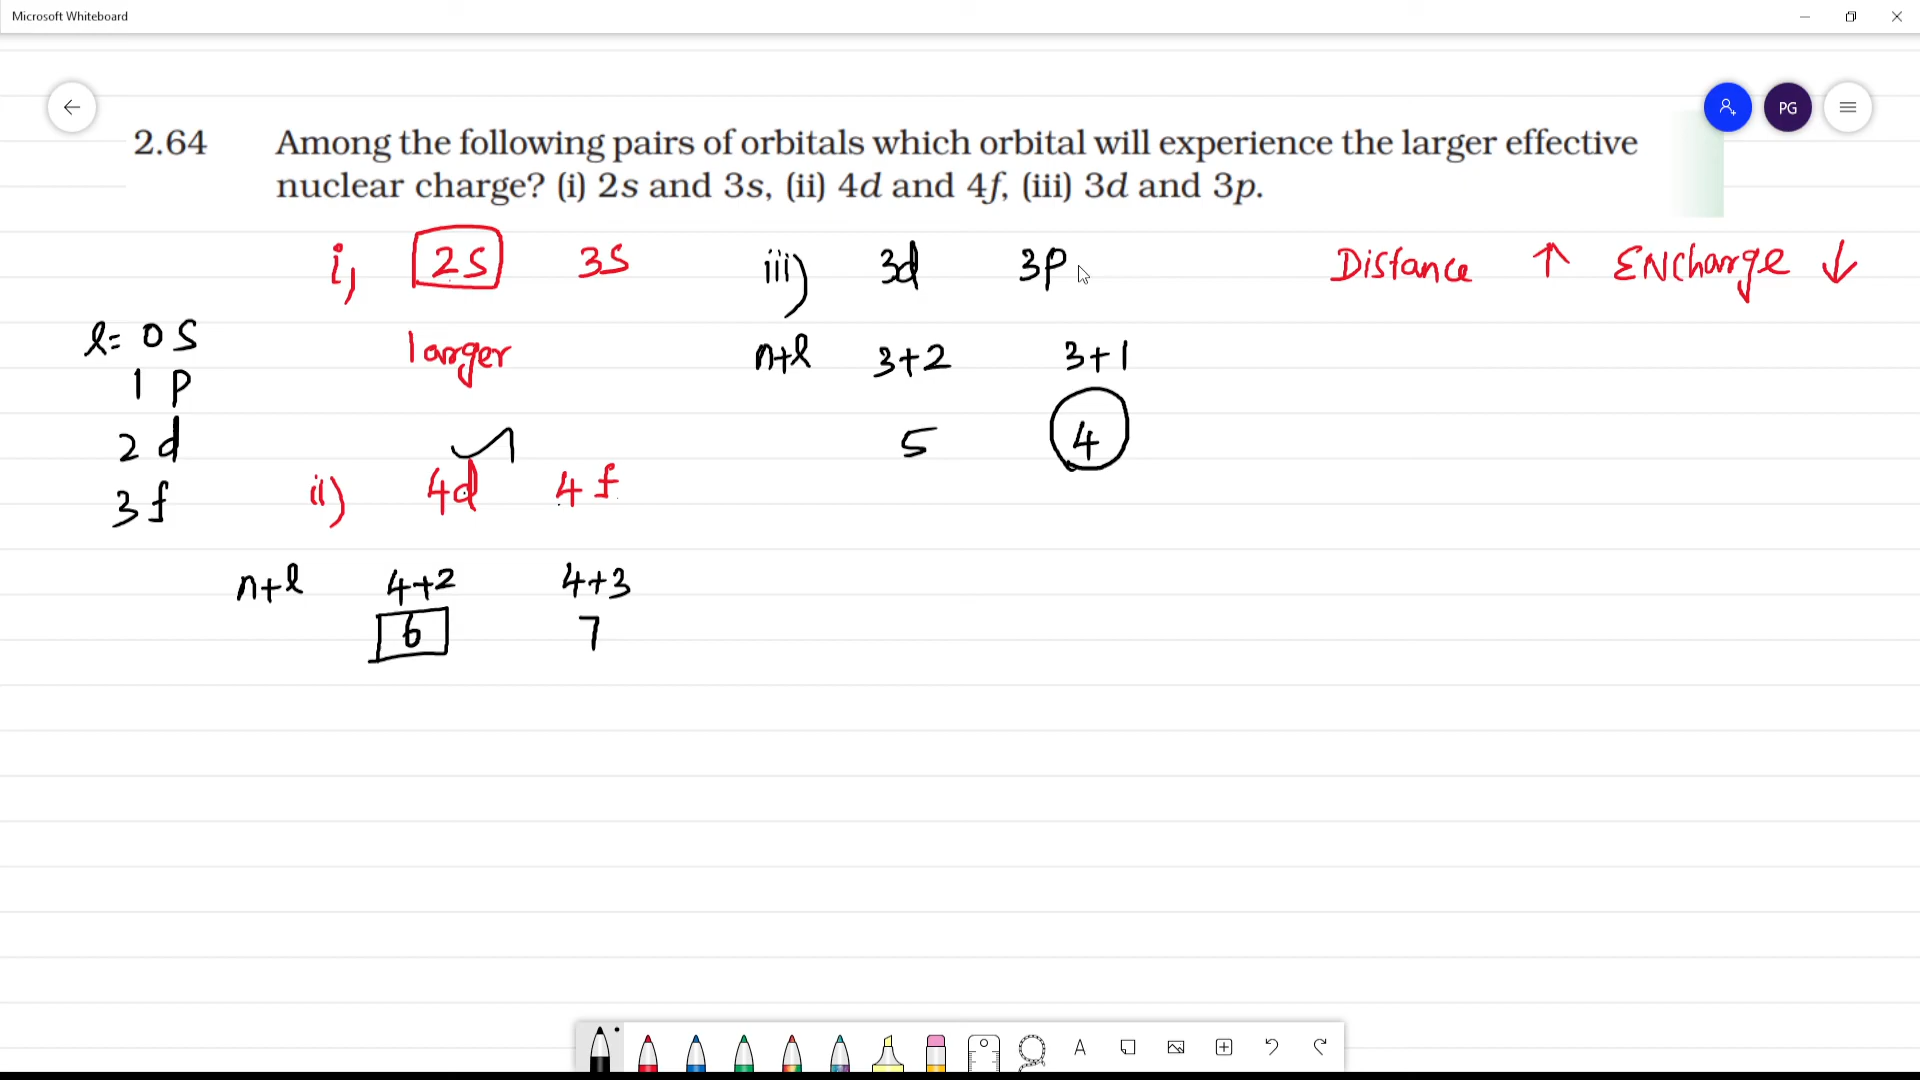 Microsoft Whiteboard
PG
2.64 Among the following pairs of orbitals which orbital will experience the larger effective
nuclear charge? (i) 2s and 3s, (ii) 4d and 4f, (iii) 3d and 3p.
i, 2S 3S
larger
l= 0 S
1 p
2 d
3 f
ii) 4d 4f
n+l 4+2 4+3
6 7
iii) 3d 3p
n+l 3+2 3+1
5 4
Distance ↑ ENCharge ↓
A